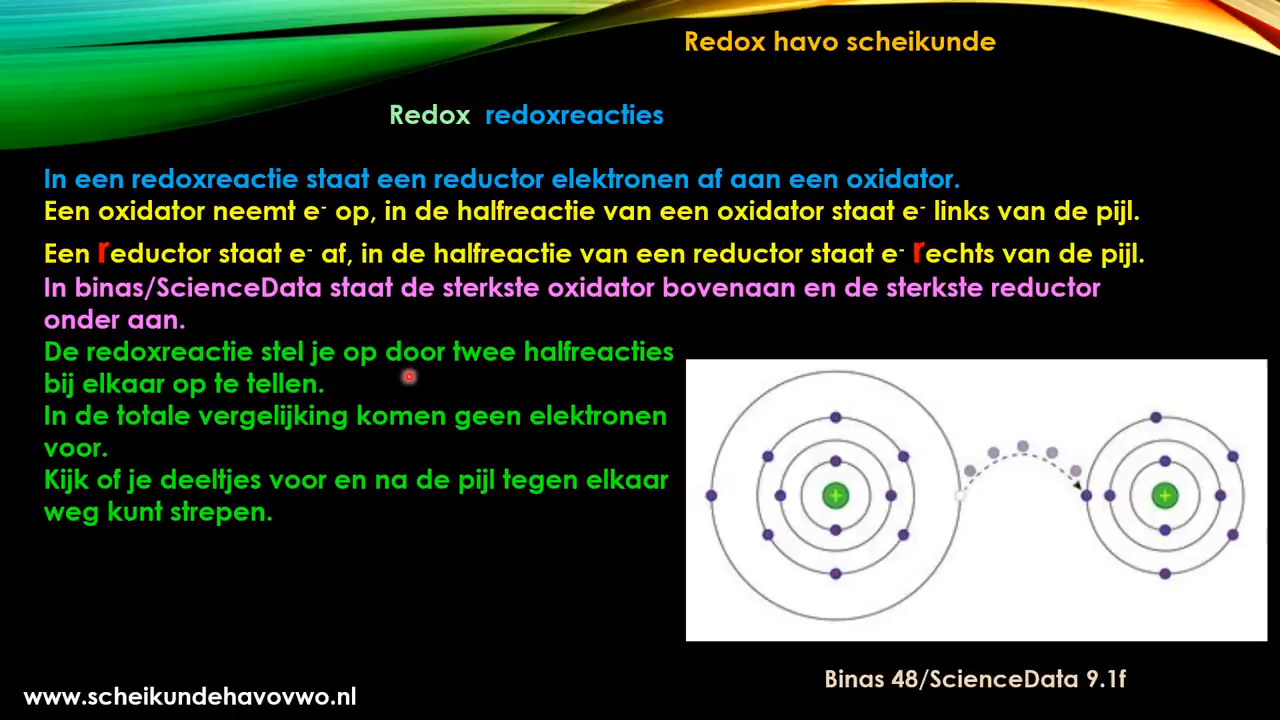 Redox havo scheikunde
Redox redoxreacties
In een redoxreactie staat een reductor elektronen af aan een oxidator.
Een oxidator neemt e⁻ op, in de halfreactie van een oxidator staat e⁻ links van de pijl.
Een reductor staat e⁻ af, in de halfreactie van een reductor staat e⁻ rechts van de pijl.
In binas/ScienceData staat de sterkste oxidator bovenaan en de sterkste reductor
onder aan.
De redoxreactie stel je op door twee halfreacties
bij elkaar op te tellen.
In de totale vergelijking komen geen elektronen
voor.
Kijk of je deeltjes voor en na de pijl tegen elkaar
weg kunt strepen.
+
+
Binas 48/ScienceData 9.1f
www.scheikundehavovwo.nl